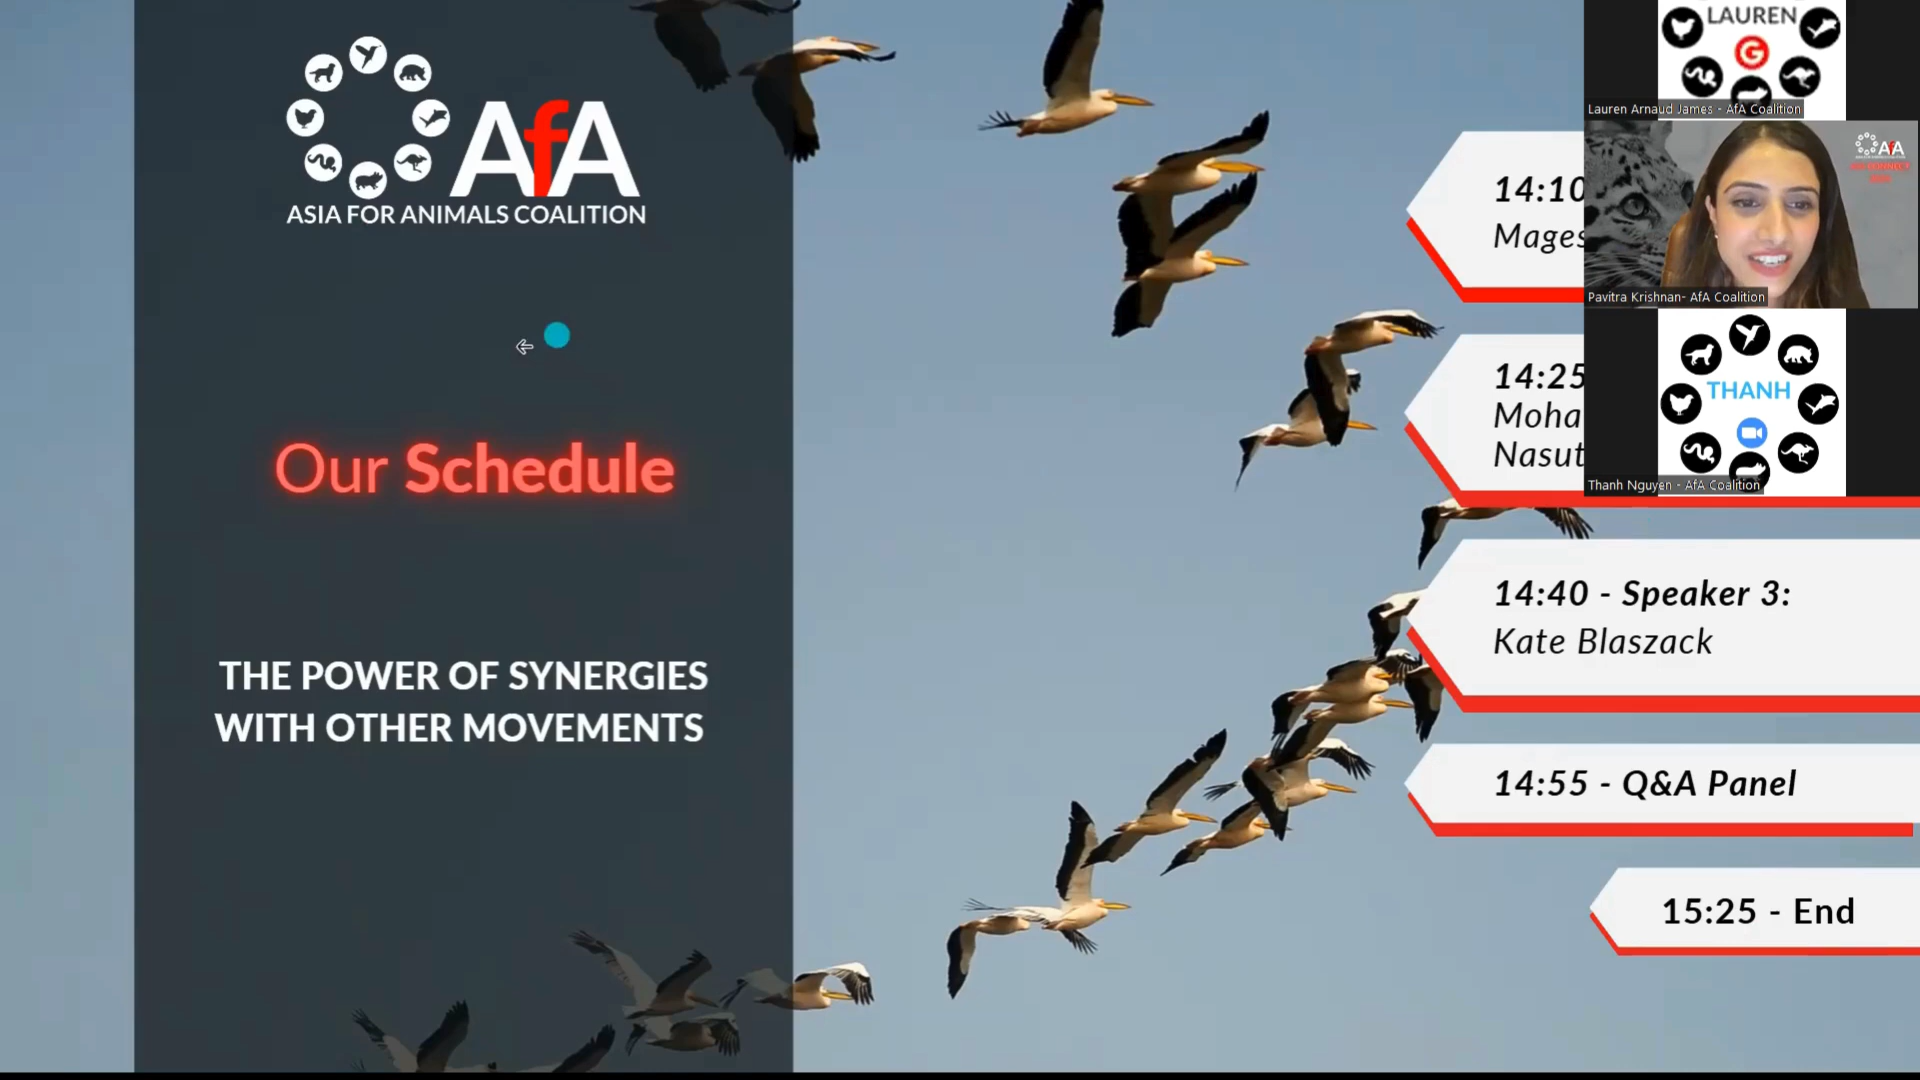 AfA
ASIA FOR ANIMALS COALITION
Our Schedule
THE POWER OF SYNERGIES
WITH OTHER MOVEMENTS
14:10
Mages
14:25
Moha
Nasut
14:40 - Speaker 3:
Kate Blaszack
14:55 - Q&A Panel
15:25 - End
LAUREN
G
Lauren Arnaud James - AfA Coalition
AfA
Pavitra Krishnan- AfA Coalition
THANH
Thanh Nguyen - AfA Coalition